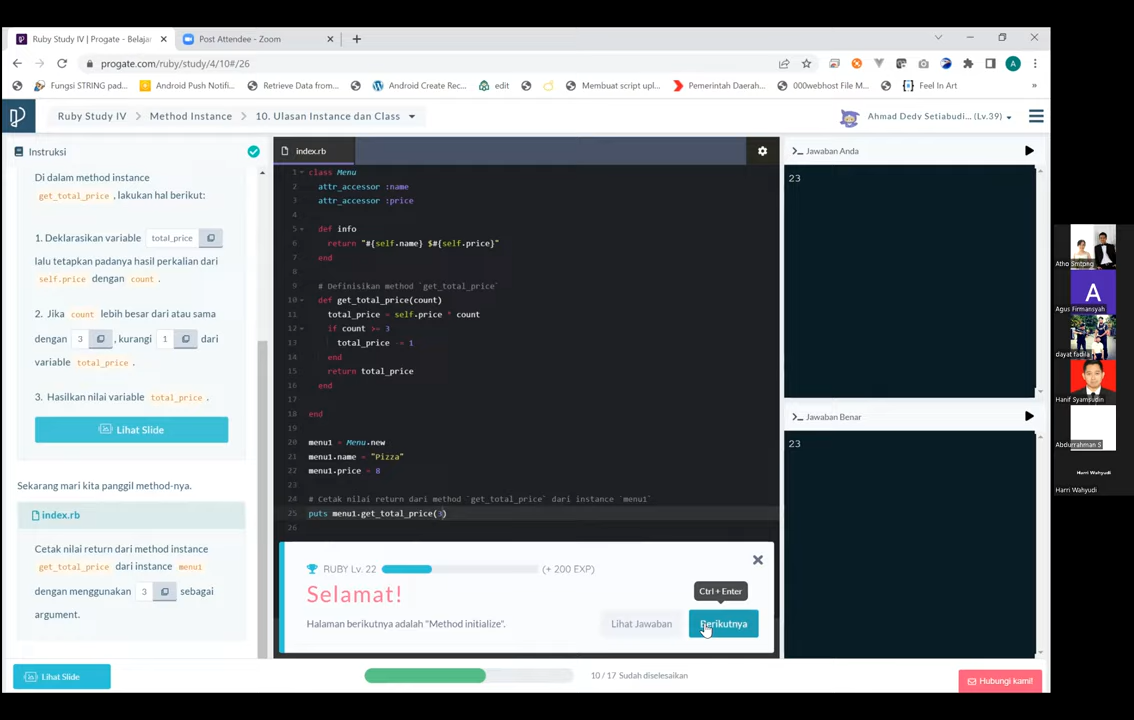 Ruby Study IV | Progate - Belajar
Post Attendee - Zoom
progate.com/ruby/study/4/10#/26
Fungsi STRING pad...
Android Push Notifi...
Retrieve Data from...
Android Create Rec...
edit
Membuat script upl...
Pemerintah Daerah...
000webhost File M...
Feel In Art
»
Ruby Study IV > Method Instance > 10. Ulasan Instance dan Class
Ahmad Dedy Setiabudi... (Lv.39)
Instruksi
Di dalam method instance
get_total_price , lakukan hal berikut:
1. Deklarasikan variable total_price
lalu tetapkan padanya hasil perkalian dari
self.price dengan count .
2. Jika count lebih besar dari atau sama
dengan 3 , kurangi 1 dari
variable total_price .
3. Hasilkan nilai variable total_price .
Lihat Slide
Sekarang mari kita panggil method-nya.
index.rb
Cetak nilai return dari method instance
get_total_price dari instance menu1
dengan menggunakan 3 sebagai
argument.
Lihat Slide
index.rb
1 class Menu
2 attr_accessor :name
3 attr_accessor :price
4
5 def info
6 return "#{self.name} $#{self.price}"
7 end
8
9 # Definisikan method `get_total_price`
10 def get_total_price(count)
11 total_price = self.price * count
12 if count >= 3
13 total_price -= 1
14 end
15 return total_price
16 end
17
18 end
19
20 menu1 = Menu.new
21 menu1.name = "Pizza"
22 menu1.price = 8
23
24 # Cetak nilai return dari method `get_total_price` dari instance `menu1`
25 puts menu1.get_total_price(3)
26
RUBY Lv. 22 (+ 200 EXP)
Selamat!
Ctrl + Enter
Halaman berikutnya adalah "Method initialize".
Lihat Jawaban
Berikutnya
10 / 17 Sudah diselesaikan
Jawaban Anda
23
Jawaban Benar
23
Hubungi kami!
A
Agus Firmansyah
dayat fadila
Hanif Syamsudin
Abdurrahman S
Harri Wahyudi
Harri Wahyudi